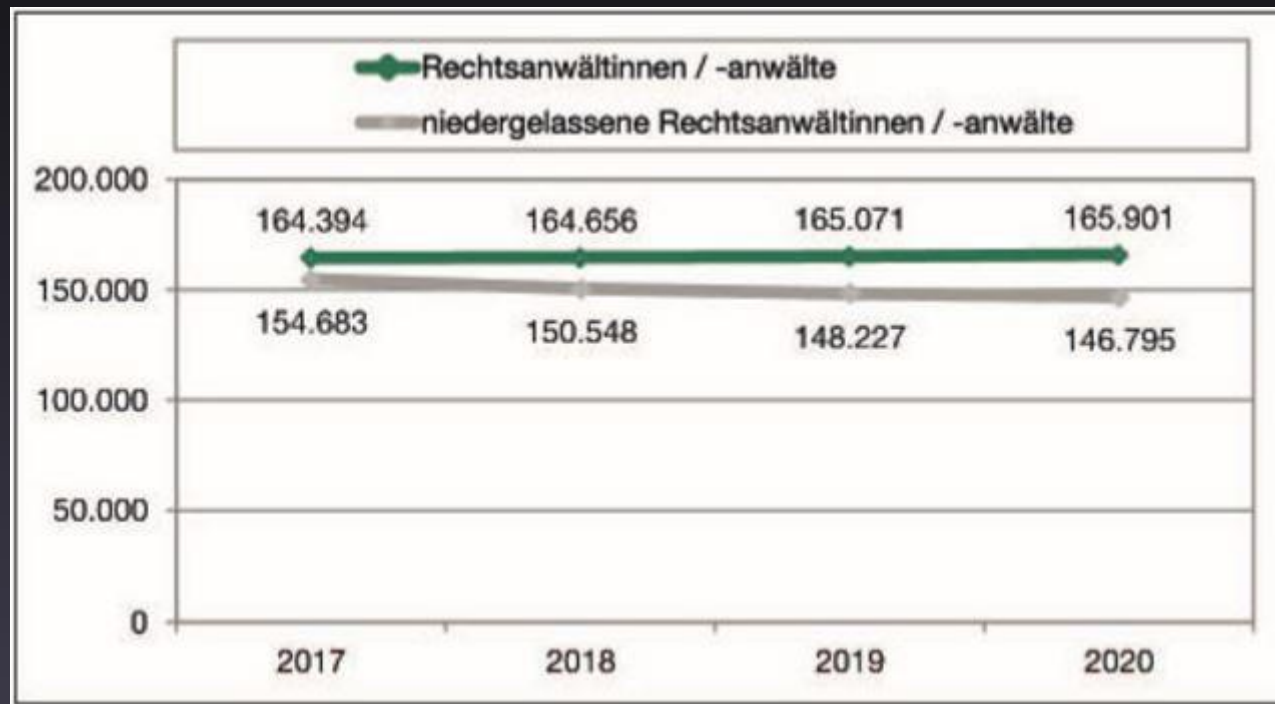 Rechtsanwältinnen / -anwälte
niedergelassene Rechtsanwältinnen / -anwälte
200.000
164.394 164.656 165.071 165.901
150.000
154.683 150.548 148.227 146.795
100.000
50.000
0
2017 2018 2019 2020